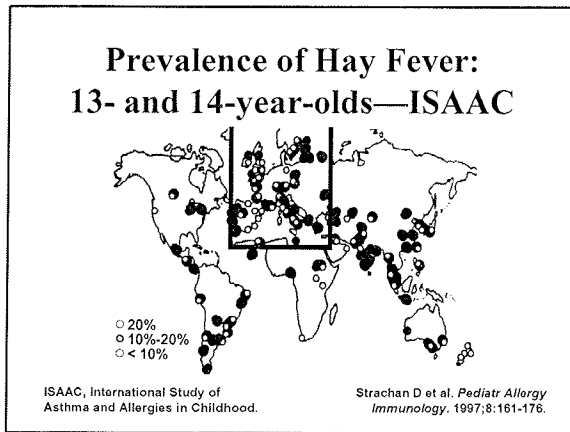 Prevalence of Hay Fever:
13- and 14-year-olds—ISAAC
20%
10%-20%
< 10%
ISAAC, International Study of
Asthma and Allergies in Childhood.
Strachan D et al. Pediatr Allergy
Immunology. 1997;8:161-176.